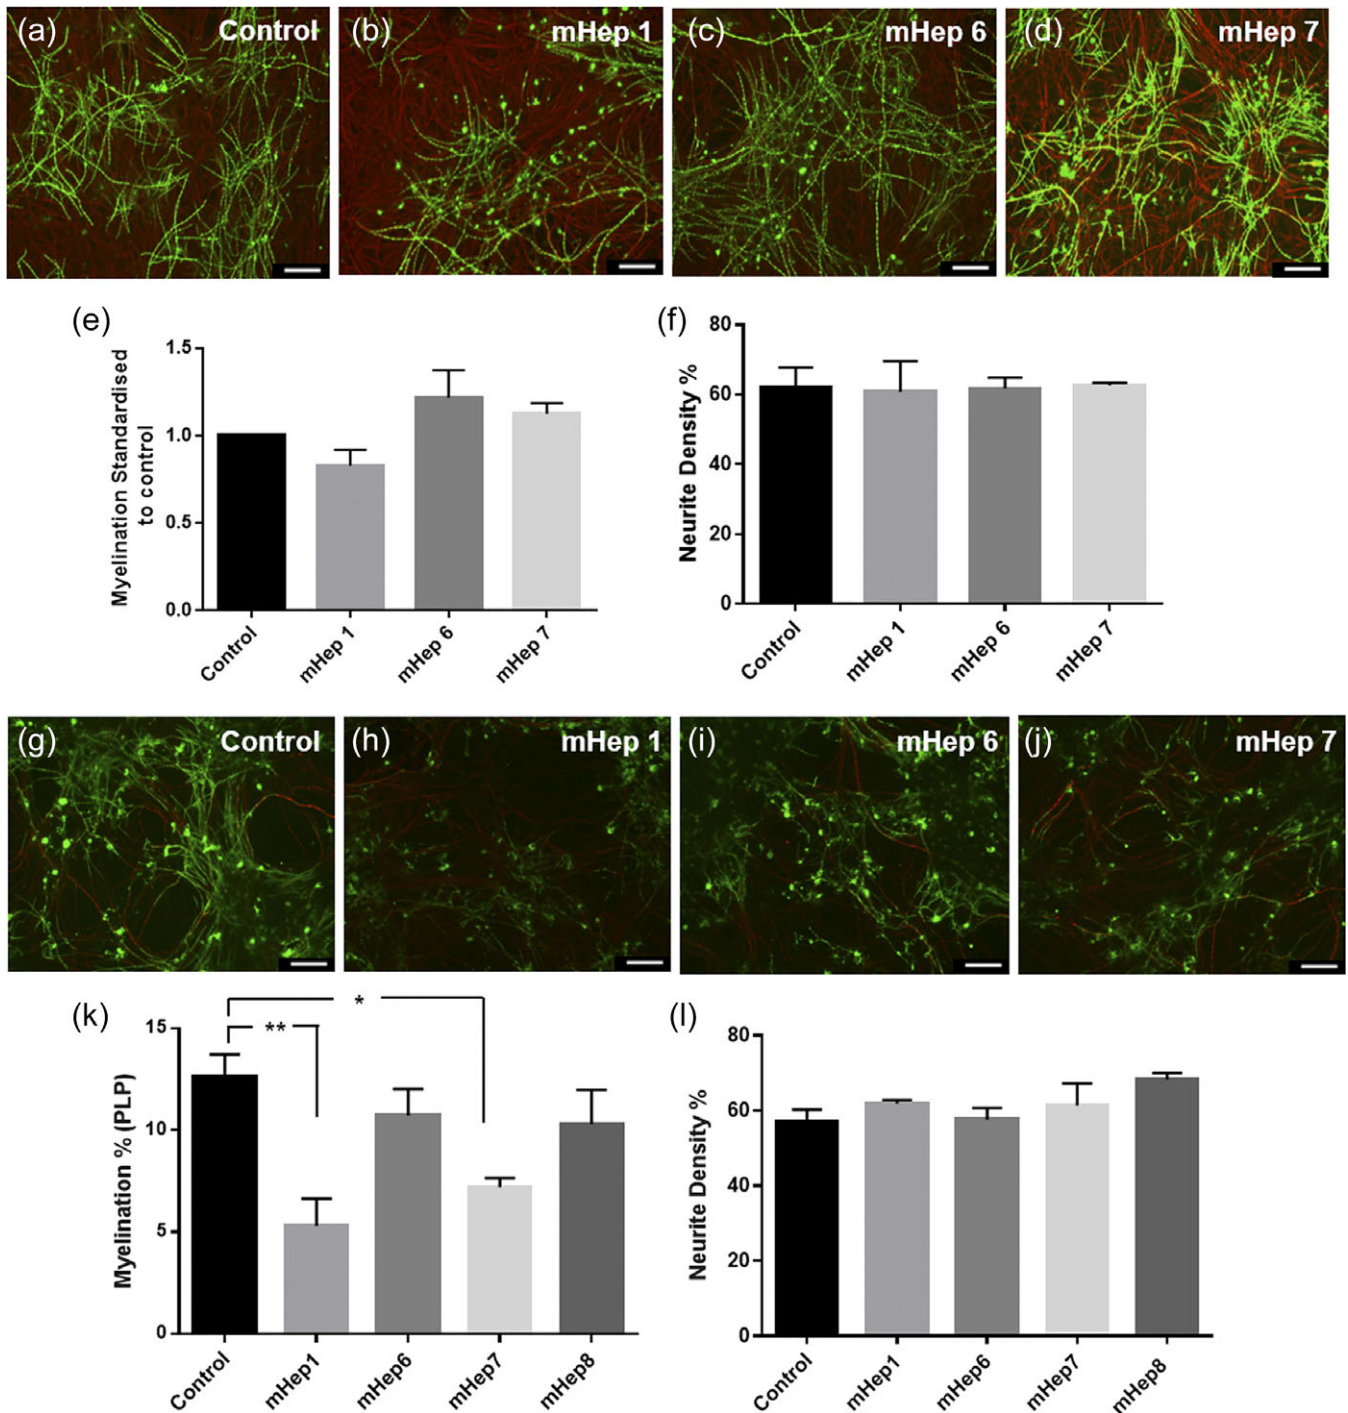 (a) Control (b) mHep 1 (c) mHep 6 (d) mHep 7
(e)
Myelination Standardised
to control
1.5
1.0
0.5
0.0
Control mHep 1 mHep 6 mHep 7
(f)
Neurite Density %
80
60
40
20
0
Control mHep 1 mHep 6 mHep 7
(g) Control (h) mHep 1 (i) mHep 6 (j) mHep 7
(k)
Myelination % (PLP)
15
10
5
0
*
**
Control mHep1 mHep6 mHep7 mHep8
(l)
Neurite Density %
80
60
40
20
0
Control mHep1 mHep6 mHep7 mHep8